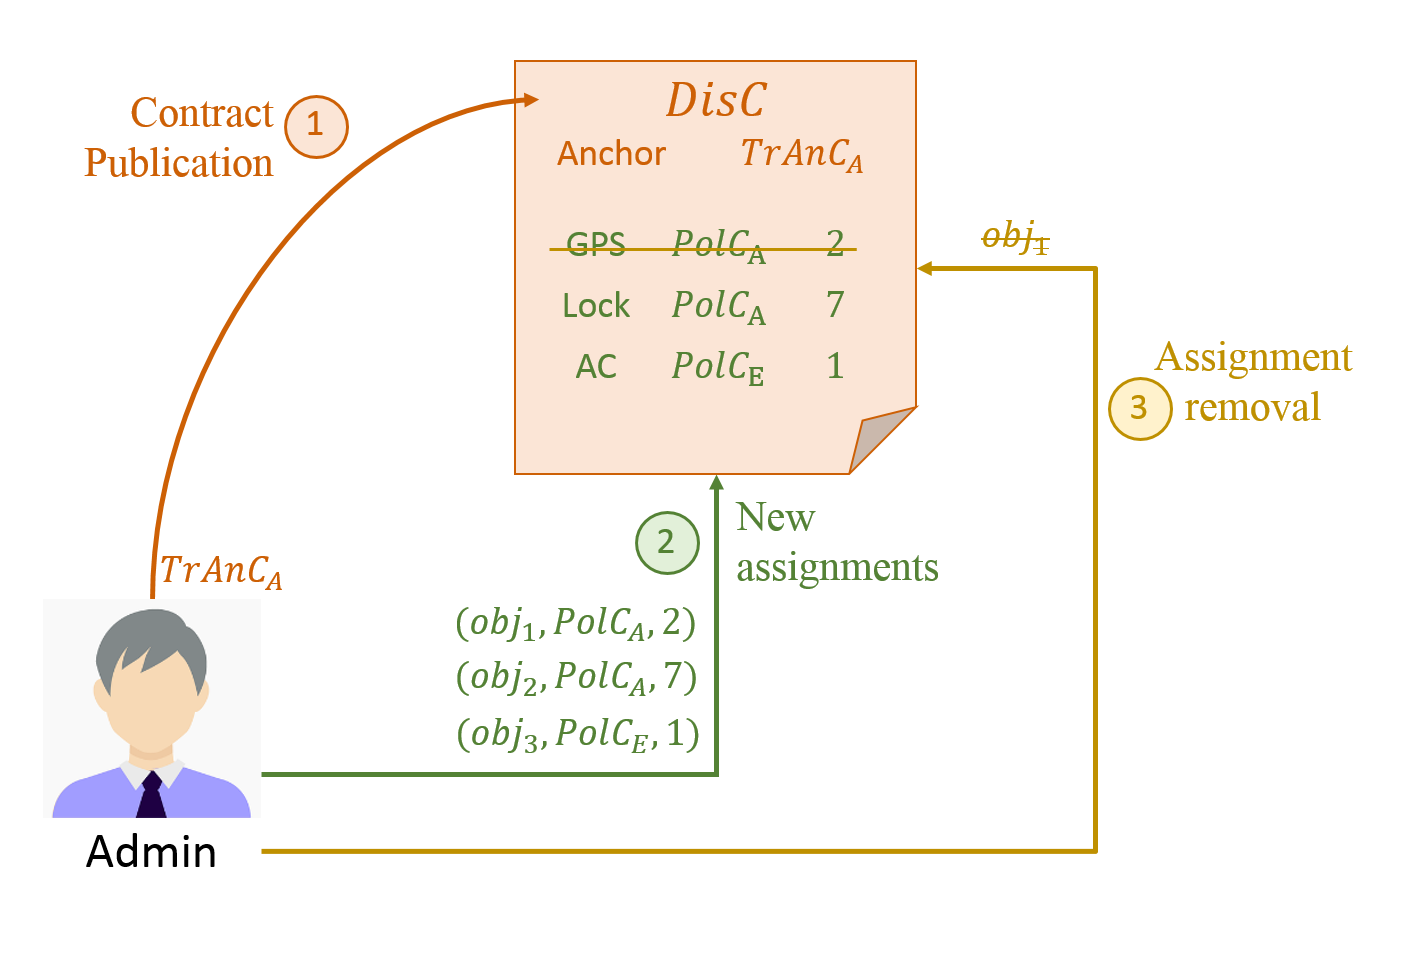 Contract
Publication
1
DisC
Anchor TrAnC_A
GPS PolC_A 2
Lock PolC_A 7
AC PolC_E 1
obj_1
Assignment
removal
3
2
New
assignments
TrAnC_A
(obj_1, PolC_A, 2)
(obj_2, PolC_A, 7)
(obj_3, PolC_E, 1)
Admin